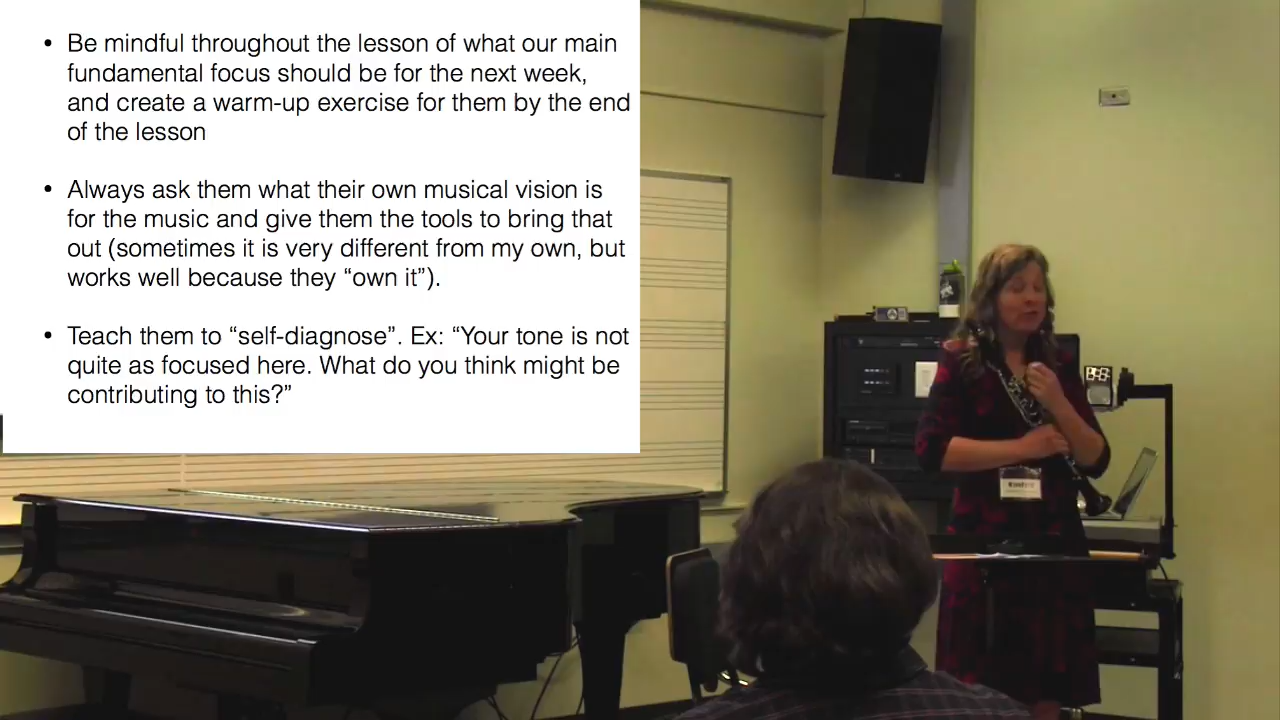 • Be mindful throughout the lesson of what our main
fundamental focus should be for the next week,
and create a warm-up exercise for them by the end
of the lesson
• Always ask them what their own musical vision is
for the music and give them the tools to bring that
out (sometimes it is very different from my own, but
works well because they “own it”).
• Teach them to “self-diagnose”. Ex: “Your tone is not
quite as focused here. What do you think might be
contributing to this?”